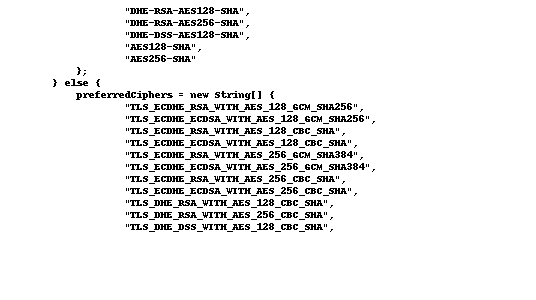 "DHE-RSA-AES128-SHA",
"DHE-RSA-AES256-SHA",
"DHE-DSS-AES128-SHA",
"AES128-SHA",
"AES256-SHA"
};
} else {
preferredCiphers = new String[] {
"TLS_ECDHE_RSA_WITH_AES_128_GCM_SHA256",
"TLS_ECDHE_ECDSA_WITH_AES_128_GCM_SHA256",
"TLS_ECDHE_RSA_WITH_AES_128_CBC_SHA",
"TLS_ECDHE_ECDSA_WITH_AES_128_CBC_SHA",
"TLS_ECDHE_RSA_WITH_AES_256_GCM_SHA384",
"TLS_ECDHE_ECDSA_WITH_AES_256_GCM_SHA384",
"TLS_ECDHE_RSA_WITH_AES_256_CBC_SHA",
"TLS_ECDHE_ECDSA_WITH_AES_256_CBC_SHA",
"TLS_DHE_RSA_WITH_AES_128_CBC_SHA",
"TLS_DHE_RSA_WITH_AES_256_CBC_SHA",
"TLS_DHE_DSS_WITH_AES_128_CBC_SHA",